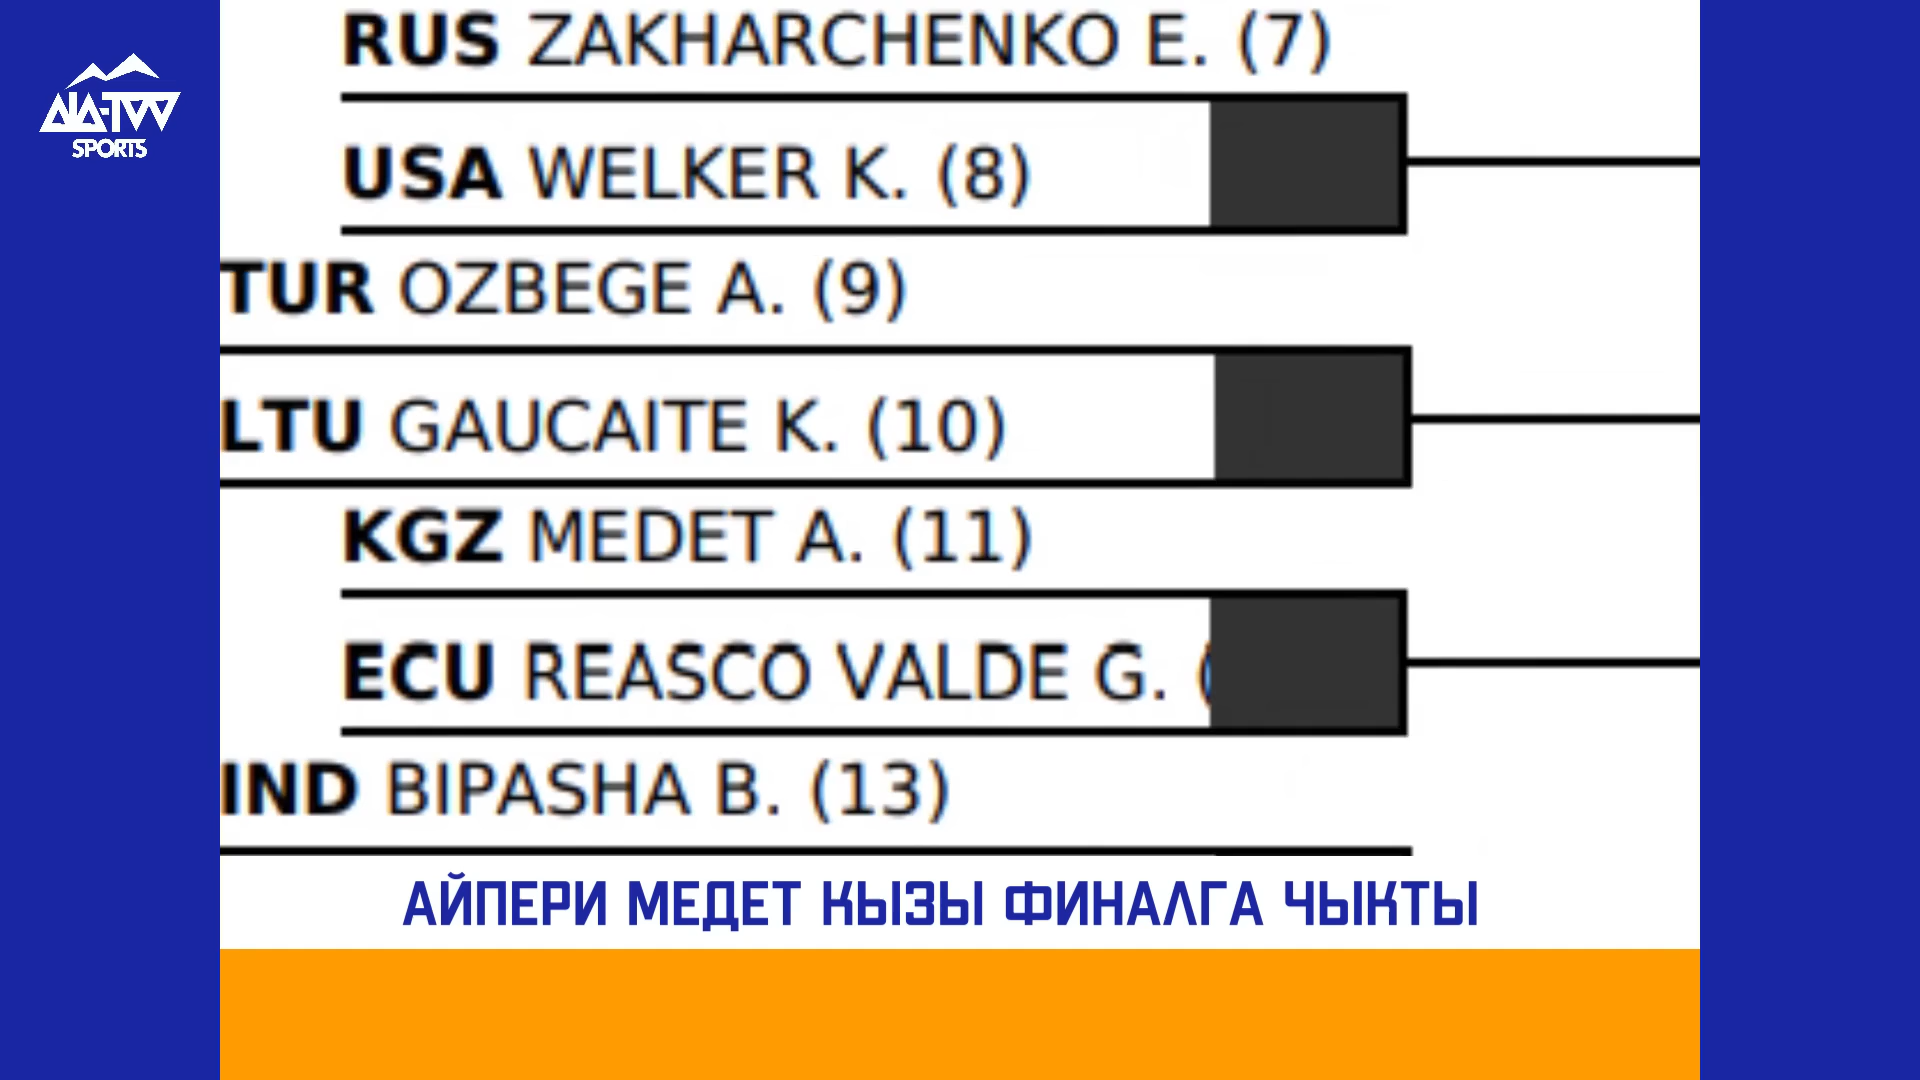 ALA-TOO
SPORTS
RUS ZAKHARCHENKO E. (7)
USA WELKER K. (8)
TUR OZBEGE A. (9)
LTU GAUCAITE K. (10)
KGZ MEDET A. (11)
ECU REASCO VALDE G. (
IND BIPASHA B. (13)
АЙПЕРИ МЕДЕТ КЫЗЫ ФИНАЛГА ЧЫКТЫ